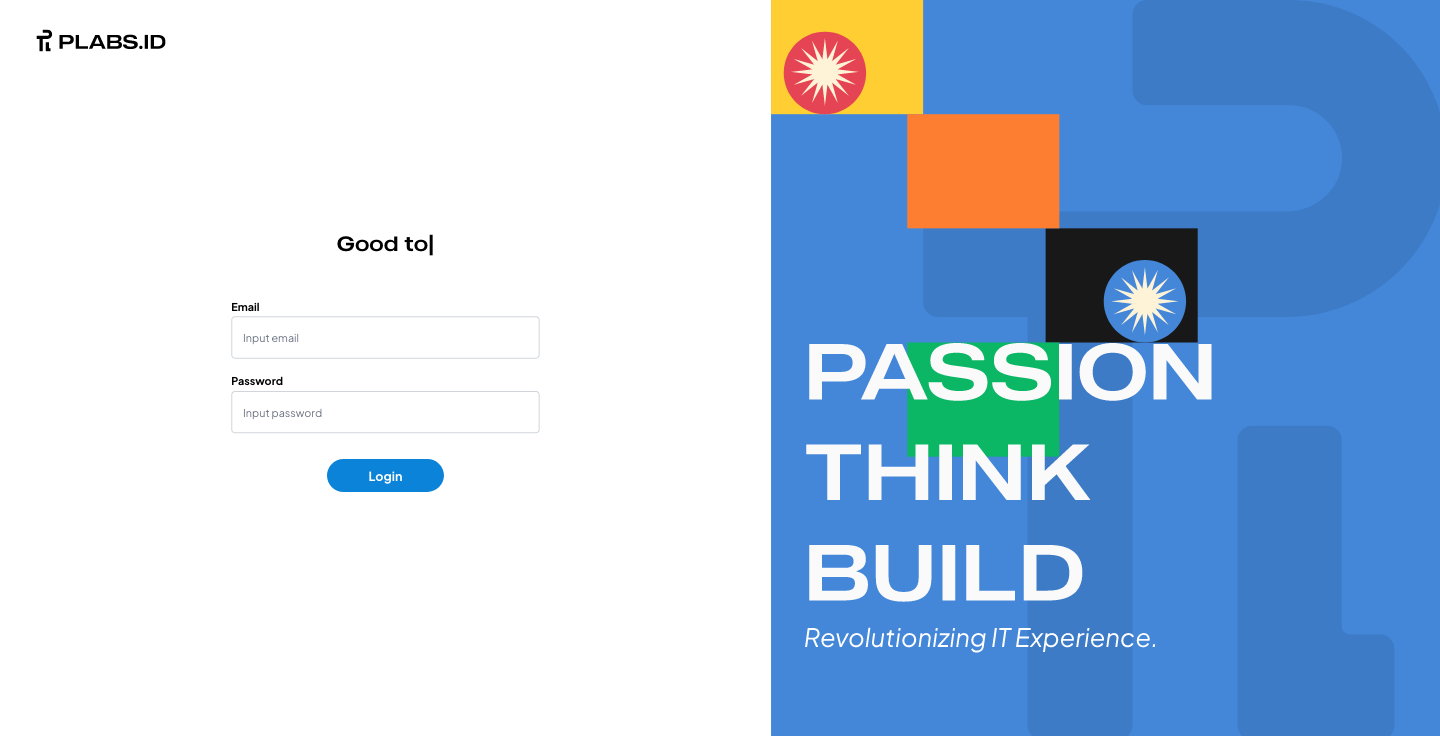 PLABS.ID
Good to|
Email
Input email
Password
Input password
Login
PASSION
THINK
BUILD
Revolutionizing IT Experience.